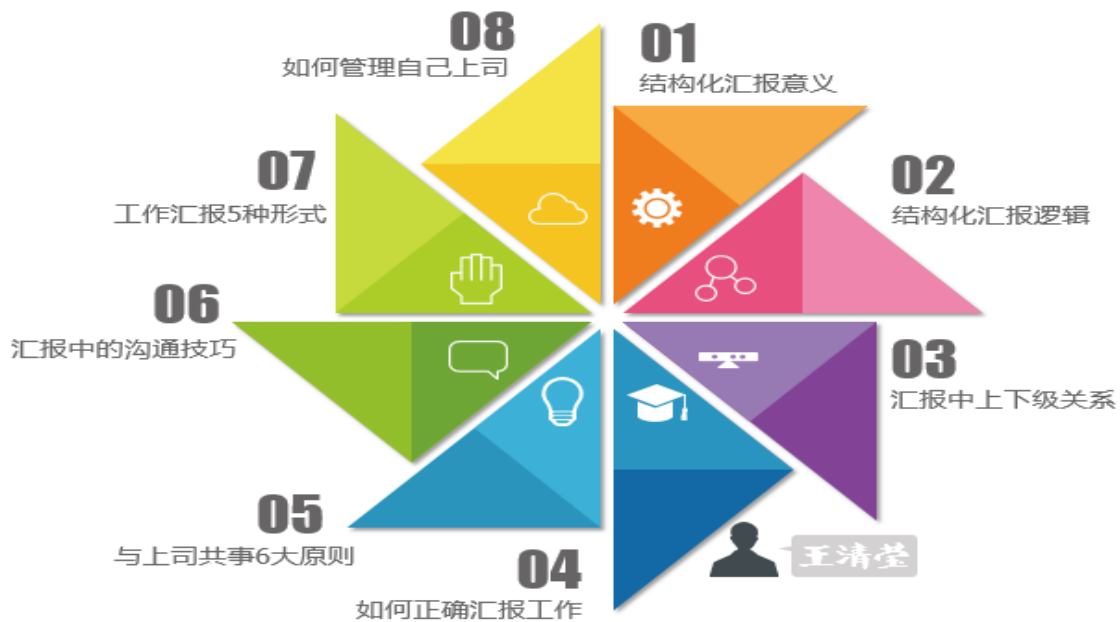 01
结构化汇报意义
02
结构化汇报逻辑
03
汇报中上下级关系
04
如何正确汇报工作
05
与上司共事6大原则
06
汇报中的沟通技巧
07
工作汇报5种形式
08
如何管理自己上司
王清莹